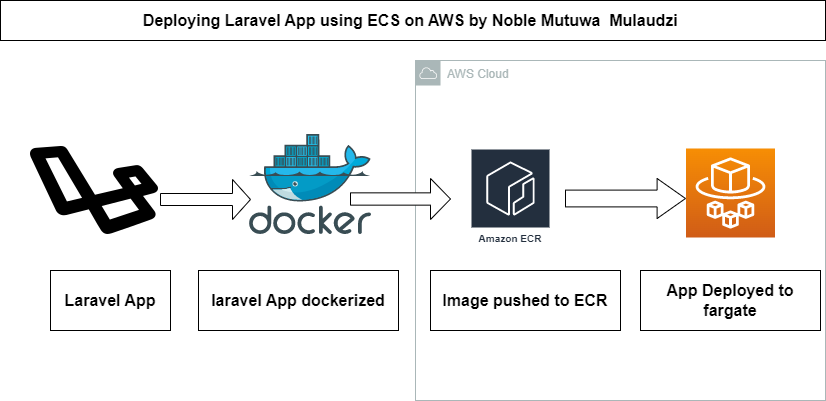 Deploying Laravel App using ECS on AWS by Noble Mutuwa  Mulaudzi
AWS Cloud
docker
Amazon ECR
Laravel App
laravel App dockerized
Image pushed to ECR
App Deployed to
fargate